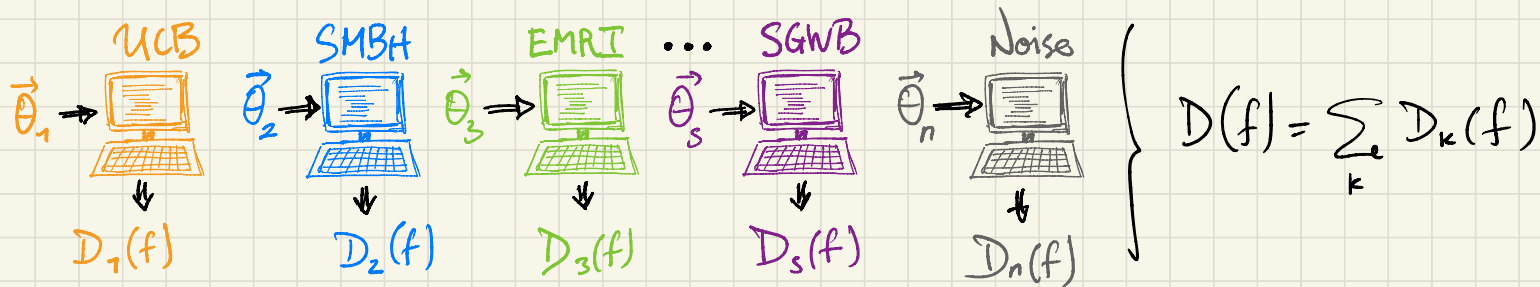 UCB SMBH EMRI ... SGWB Noise
θ⃗₁ → θ⃗₂ → θ⃗₃ → θ⃗ₛ → θ⃗ₙ → D(f) = ∑ₖ Dₖ(f)
D₁(f) D₂(f) D₃(f) Dₛ(f) Dₙ(f)